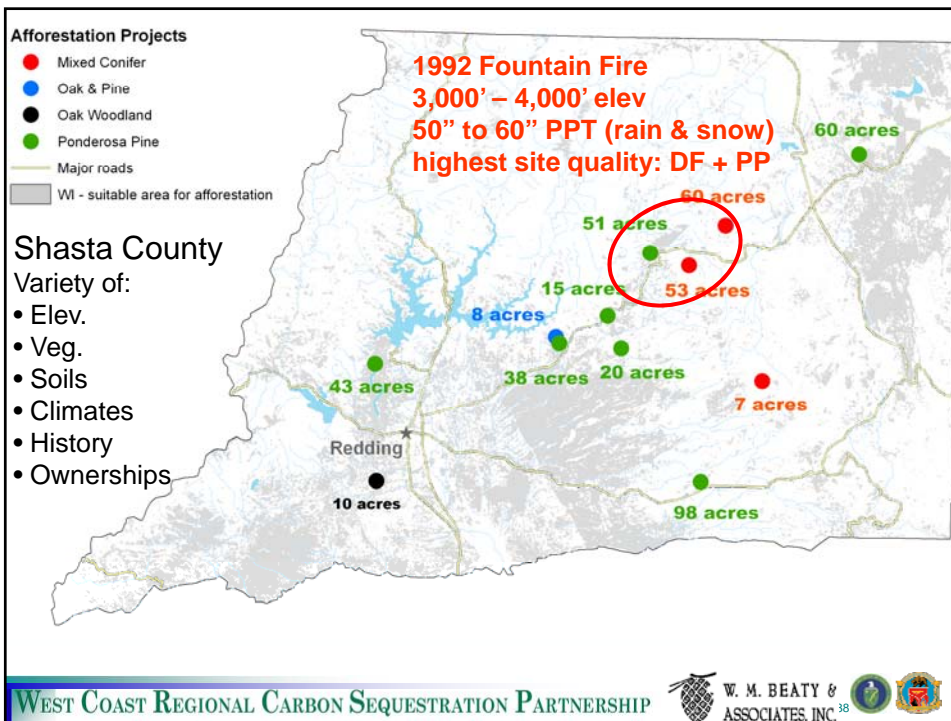 Afforestation Projects
Mixed Conifer
Oak & Pine
Oak Woodland
Ponderosa Pine
Major roads
WI - suitable area for afforestation
1992 Fountain Fire
3,000’ – 4,000’ elev
50” to 60” PPT (rain & snow)
highest site quality: DF + PP
60 acres
60 acres
51 acres
53 acres
15 acres
8 acres
38 acres
20 acres
43 acres
7 acres
Redding
10 acres
98 acres
Shasta County
Variety of:
• Elev.
• Veg.
• Soils
• Climates
• History
• Ownerships
WEST COAST REGIONAL CARBON SEQUESTRATION PARTNERSHIP
W. M. BEATY &
ASSOCIATES, INC.
38